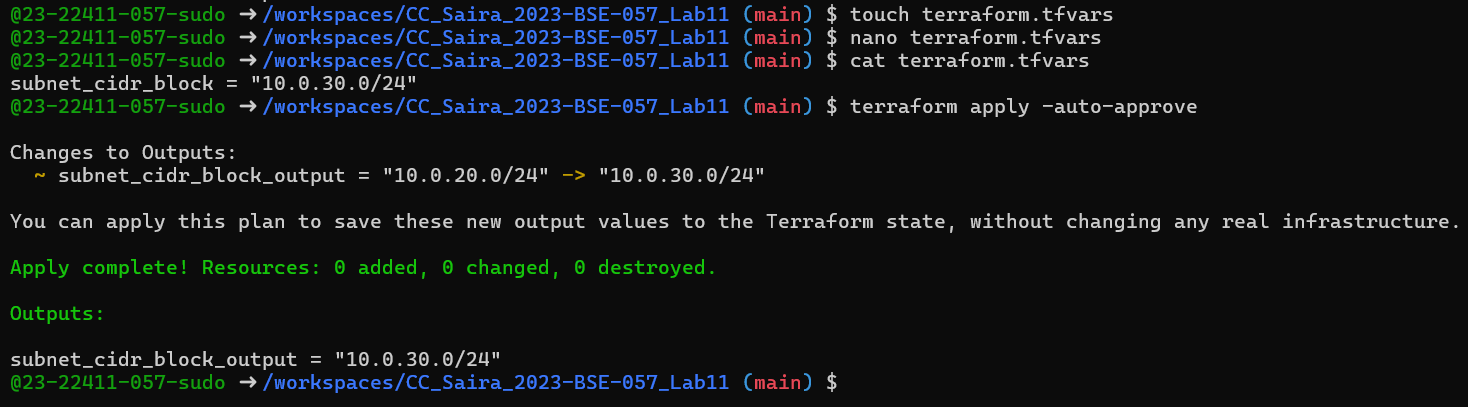 @23-22411-057-sudo ➜ /workspaces/CC_Saira_2023-BSE-057_Lab11 (main) $ touch terraform.tfvars
@23-22411-057-sudo ➜ /workspaces/CC_Saira_2023-BSE-057_Lab11 (main) $ nano terraform.tfvars
@23-22411-057-sudo ➜ /workspaces/CC_Saira_2023-BSE-057_Lab11 (main) $ cat terraform.tfvars
subnet_cidr_block = "10.0.30.0/24"
@23-22411-057-sudo ➜ /workspaces/CC_Saira_2023-BSE-057_Lab11 (main) $ terraform apply -auto-approve
Changes to Outputs:
~ subnet_cidr_block_output = "10.0.20.0/24" -> "10.0.30.0/24"
You can apply this plan to save these new output values to the Terraform state, without changing any real infrastructure.
Apply complete! Resources: 0 added, 0 changed, 0 destroyed.
Outputs:
subnet_cidr_block_output = "10.0.30.0/24"
@23-22411-057-sudo ➜ /workspaces/CC_Saira_2023-BSE-057_Lab11 (main) $